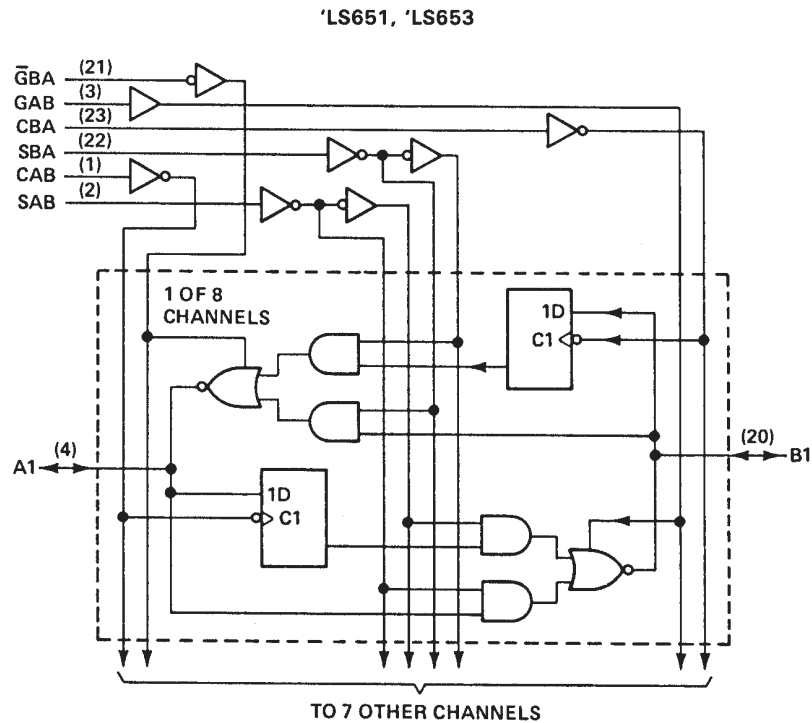 'LS651, 'LS653
G̅BA (21)
GAB (3)
CBA (23)
SBA (22)
CAB (1)
SAB (2)
1 OF 8
CHANNELS
1D
C1
A1 (4)
(20) B1
1D
C1
TO 7 OTHER CHANNELS